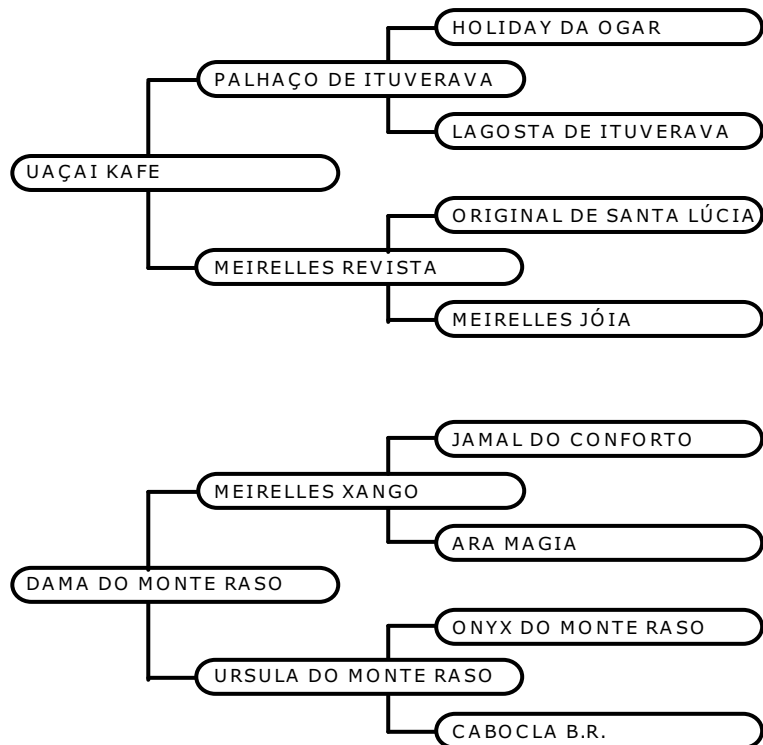 HOLIDAY DA OGAR
PALHAÇO DE ITUVERAVA
LAGOSTA DE ITUVERAVA
UAÇAI KAFE
ORIGINAL DE SANTA LÚCIA
MEIRELLES REVISTA
MEIRELLES JÓIA
JAMAL DO CONFORTO
MEIRELLES XANGO
ARA MAGIA
DAMA DO MONTE RASO
ONYX DO MONTE RASO
URSULA DO MONTE RASO
CABOCLA B.R.